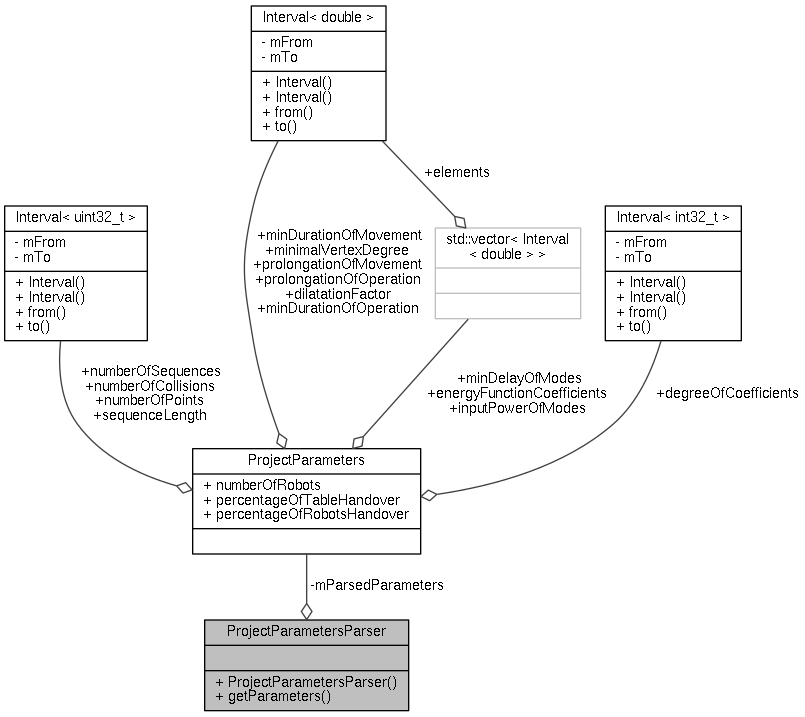 Interval< double >
- mFrom
- mTo
+ Interval()
+ Interval()
+ from()
+ to()
+elements
Interval< uint32_t >
- mFrom
- mTo
+ Interval()
+ Interval()
+ from()
+ to()
+minDurationOfMovement
+minimalVertexDegree
+prolongationOfMovement
+prolongationOfOperation
+dilatationFactor
+minDurationOfOperation
std::vector< Interval
< double > >
Interval< int32_t >
- mFrom
- mTo
+ Interval()
+ Interval()
+ from()
+ to()
+numberOfSequences
+numberOfCollisions
+numberOfPoints
+sequenceLength
+minDelayOfModes
+energyFunctionCoefficients
+inputPowerOfModes
+degreeOfCoefficients
ProjectParameters
+ numberOfRobots
+ percentageOfTableHandover
+ percentageOfRobotsHandover
-mParsedParameters
ProjectParametersParser
+ ProjectParametersParser()
+ getParameters()